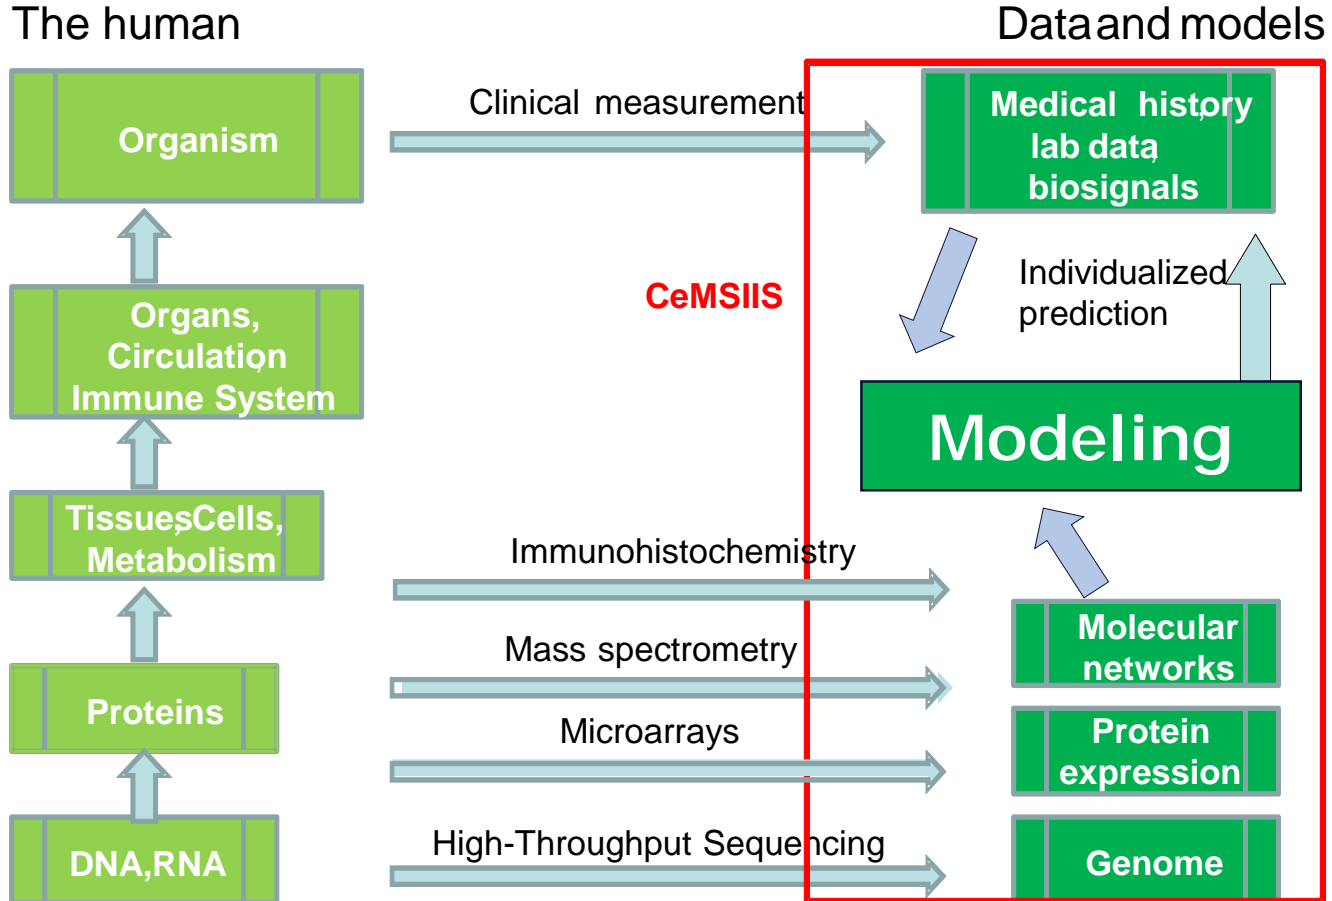 The human
Data and models
Organism
Clinical measurement
Medical history,
lab data,
biosignals
Organs,
Circulation,
Immune System
CeMSIIS
Individualized
prediction
Modeling
Tissues, Cells,
Metabolism
Immunohistochemistry
Molecular
networks
Mass spectrometry
Proteins
Microarrays
Protein
expression
High-Throughput Sequencing
DNA,RNA
Genome